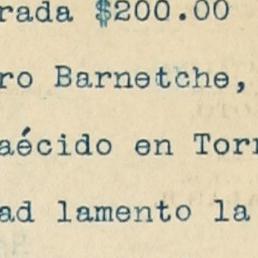 rada $200.00
ro Barnetche,
aécido en Torr
ad lamento la